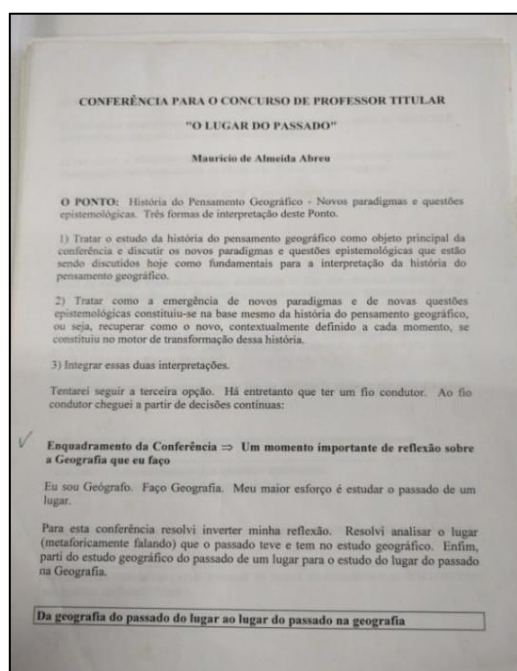 CONFERÊNCIA PARA O CONCURSO DE PROFESSOR TITULAR
"O LUGAR DO PASSADO"
Mauricio de Almeida Abreu
O PONTO: História do Pensamento Geográfico - Novos paradigmas e questões
epistemológicas. Três formas de interpretação deste Ponto.
1) Tratar o estudo da história do pensamento geográfico como objeto principal da
conferência e discutir os novos paradigmas e questões epistemológicas que estão
sendo discutidos hoje como fundamentais para a interpretação da história do
pensamento geográfico.
2) Tratar como a emergência de novos paradigmas e de novas questões
epistemológicas constituiu-se na base mesmo da história do pensamento geográfico,
ou seja, recuperar como o novo, contextualmente definido a cada momento, se
constituiu no motor de transformação dessa história.
3) Integrar essas duas interpretações.
Tentarei seguir a terceira opção. Há entretanto que ter um fio condutor. Ao fio
condutor cheguei a partir de decisões contínuas:
Enquadramento da Conferência ⇒ Um momento importante de reflexão sobre
a Geografia que eu faço
Eu sou Geógrafo. Faço Geografia. Meu maior esforço é estudar o passado de um
lugar.
Para esta conferência resolvi inverter minha reflexão. Resolvi analisar o lugar
(metaforicamente falando) que o passado teve e tem no estudo geográfico. Enfim,
parti do estudo geográfico do passado de um lugar para o estudo do lugar do passado
na Geografia.
Da geografia do passado do lugar ao lugar do passado na geografia